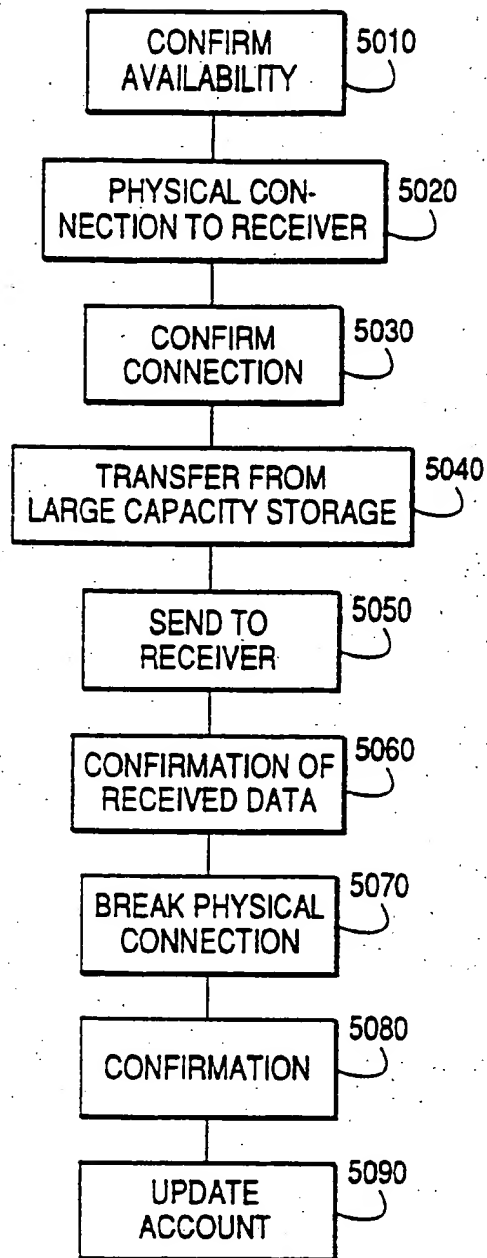 CONFIRM
AVAILABILITY
5010
PHYSICAL CON-
NECTION TO RECEIVER
5020
CONFIRM
CONNECTION
5030
TRANSFER FROM
LARGE CAPACITY STORAGE
5040
SEND TO
RECEIVER
5050
CONFIRMATION OF
RECEIVED DATA
5060
BREAK PHYSICAL
CONNECTION
5070
CONFIRMATION
5080
UPDATE
ACCOUNT
5090